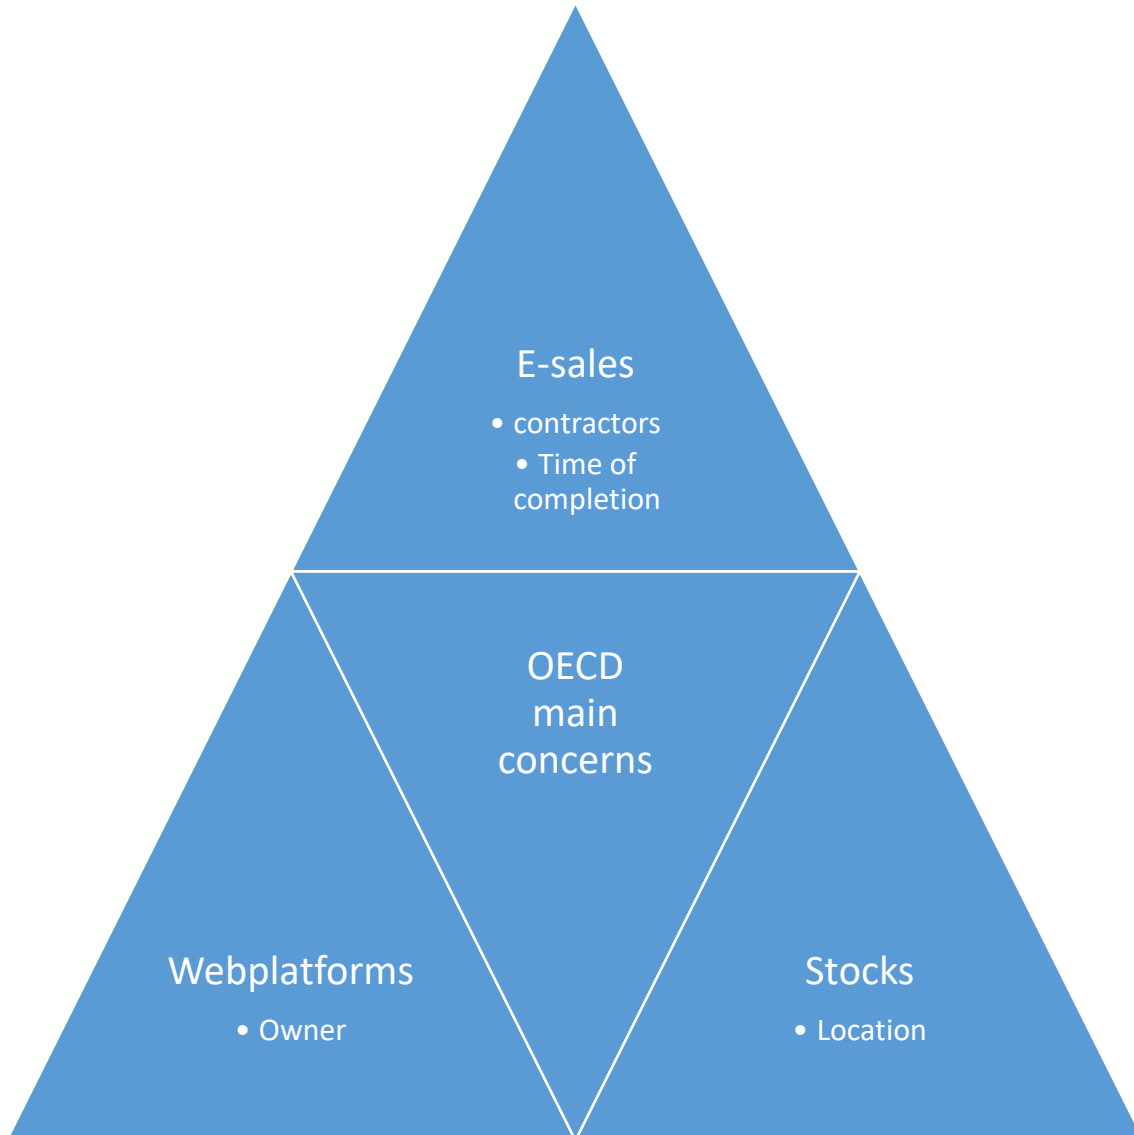 E-sales
• contractors
• Time of
completion
OECD
main
concerns
Webplatforms
• Owner
Stocks
• Location